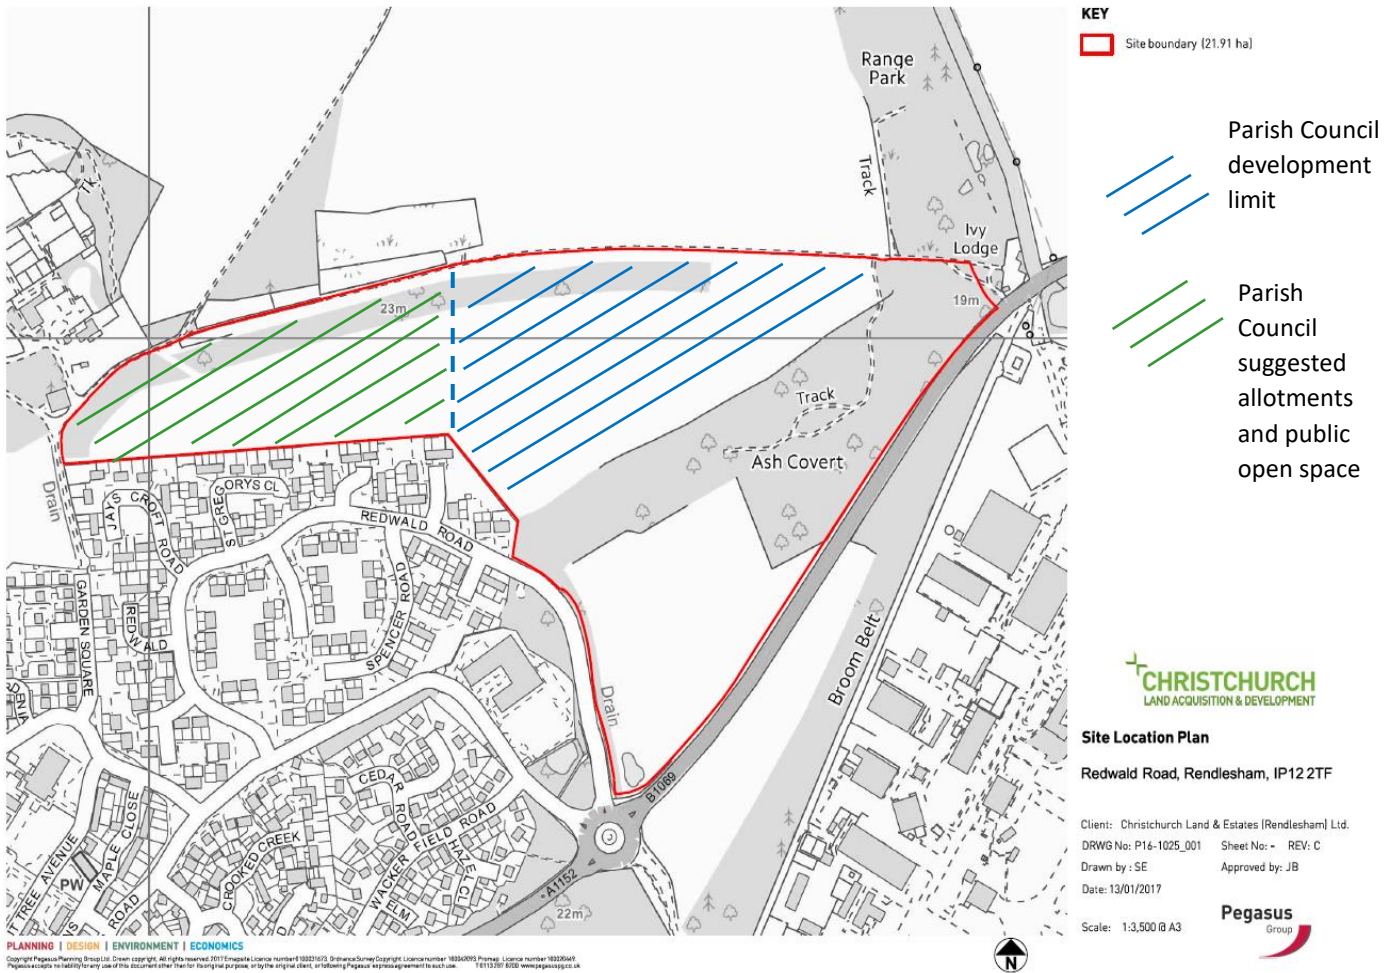 KEY
Site boundary (21.91 ha)
Parish Council
development
limit
Parish
Council
suggested
allotments
and public
open space
Range
Park
Track
Ivy
Lodge
19m
Tk
23m
Track
Ash Covert
Drain
JAYS CROFT ROAD
ST GREGORYS CL
REDWALD ROAD
GARDEN SQUARE
REDWALD
SPENCER ROAD
Drain
Broom Belt
B1069
CEDAR ROAD
WACKER FIELD ROAD
HAZEL CL
ELM
CROOKED CREEK
MAPLE CLOSE
TREE AVENUE
PW
ROAD
A1152
22m
CHRISTCHURCH
LAND ACQUISITION & DEVELOPMENT
Site Location Plan
Redwald Road, Rendlesham, IP12 2TF
Client: Christchurch Land & Estates (Rendlesham) Ltd.
DRWG No: P16-1025_001 Sheet No: - REV: C
Drawn by : SE Approved by: JB
Date: 13/01/2017
Scale: 1:3,500 @ A3
Pegasus
Group
N
PLANNING | DESIGN | ENVIRONMENT | ECONOMICS